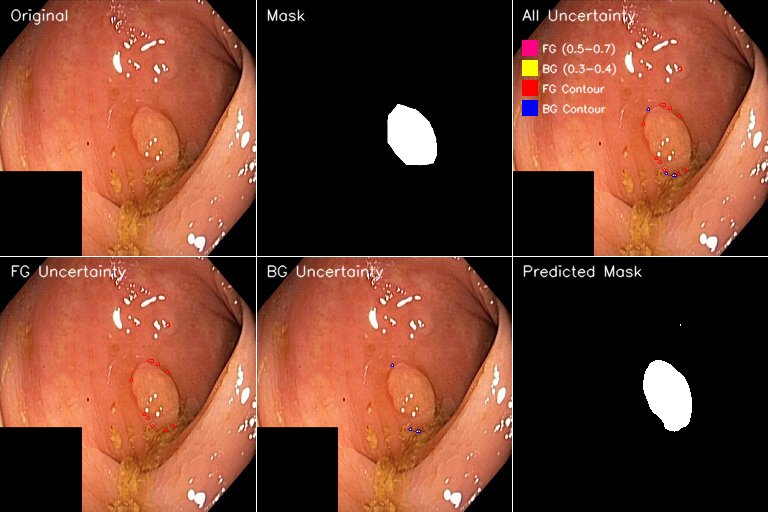 Original
Mask
All Uncertainty
FG (0.5-0.7)
BG (0.3-0.4)
FG Contour
BG Contour
FG Uncertainty
BG Uncertainty
Predicted Mask